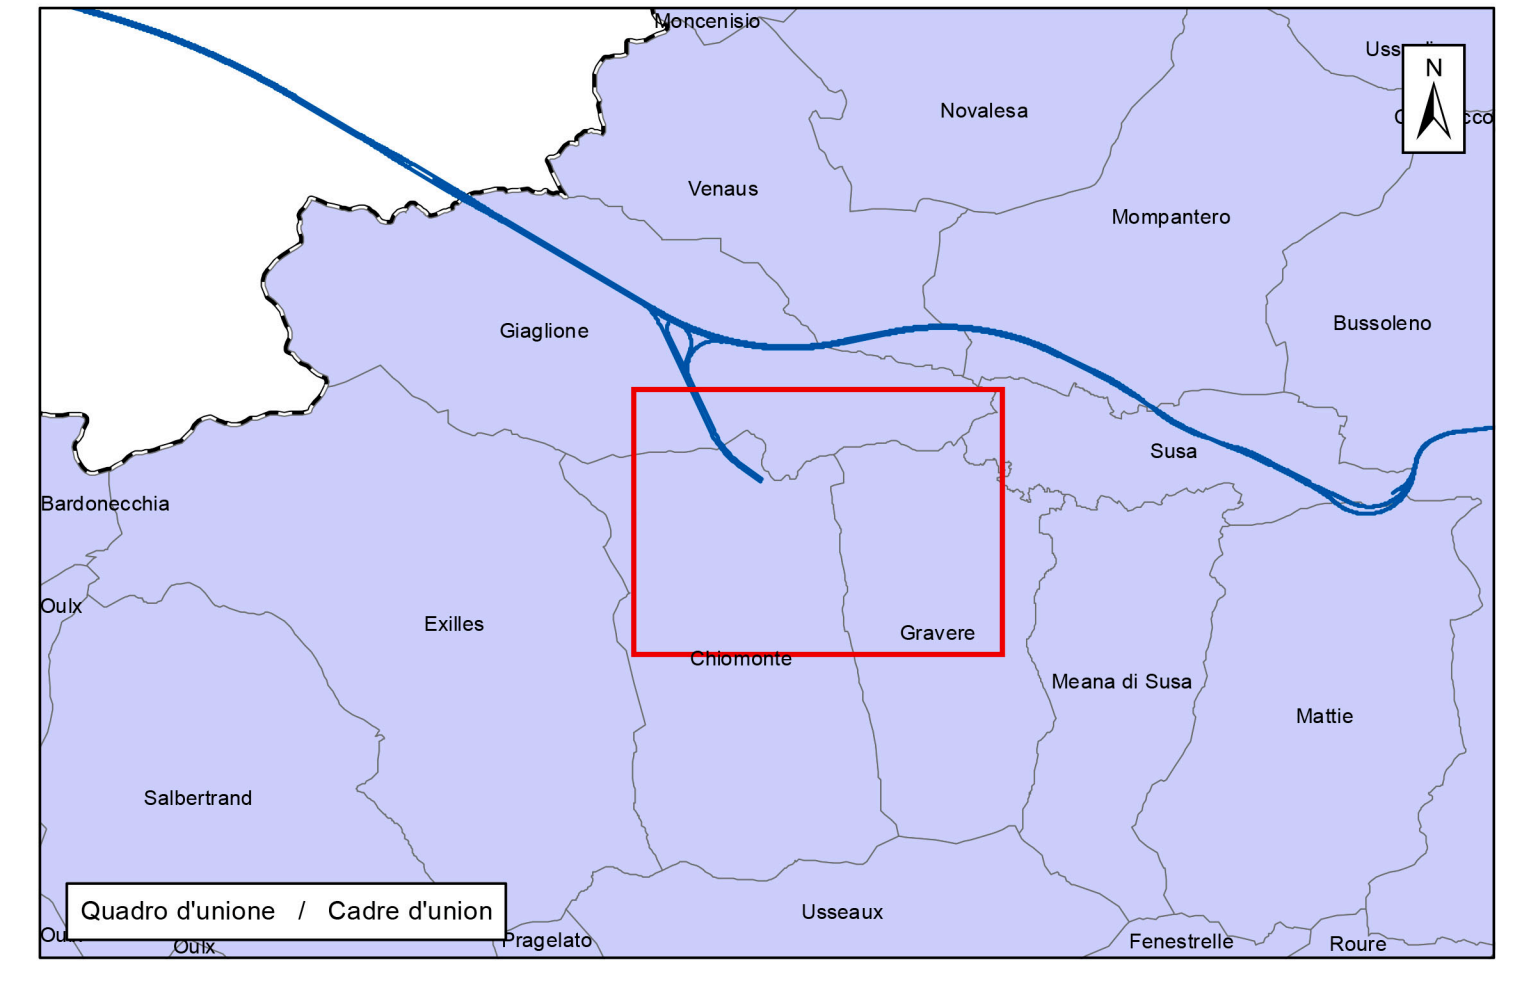 Moncenisio
N
Novalesa
Venaus
Mompantero
Giaglione
Bussoleno
Susa
Bardonecchia
Oulx
Exilles
Gravere
Chiomonte
Meana di Susa
Mattie
Salbertrand
Quadro d'unione / Cadre d'union
Usseaux
Oulx
Pragelato
Fenestrelle
Roure